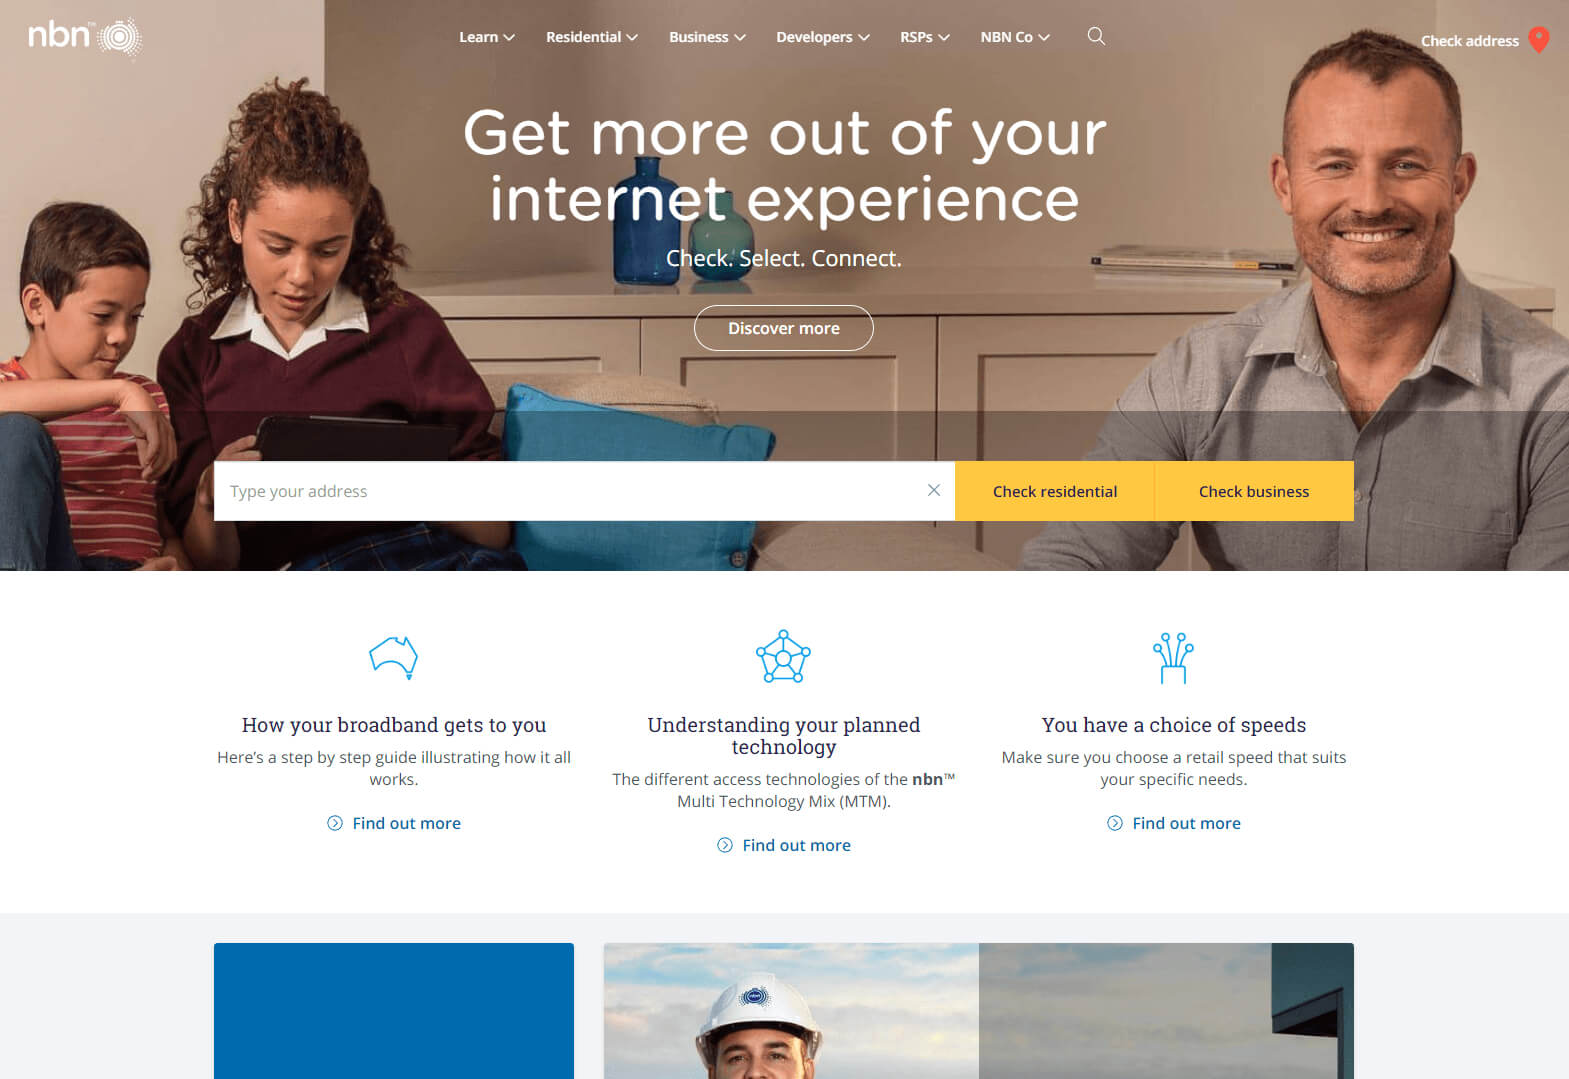 nbn™
Learn
Residential
Business
Developers
RSPs
NBN Co
Check address
Get more out of your
internet experience
Check. Select. Connect.
Discover more
Type your address
Check residential
Check business
How your broadband gets to you
Here's a step by step guide illustrating how it all
works.
Find out more
Understanding your planned
technology
The different access technologies of the nbn™
Multi Technology Mix (MTM).
Find out more
You have a choice of speeds
Make sure you choose a retail speed that suits
your specific needs.
Find out more
nbn